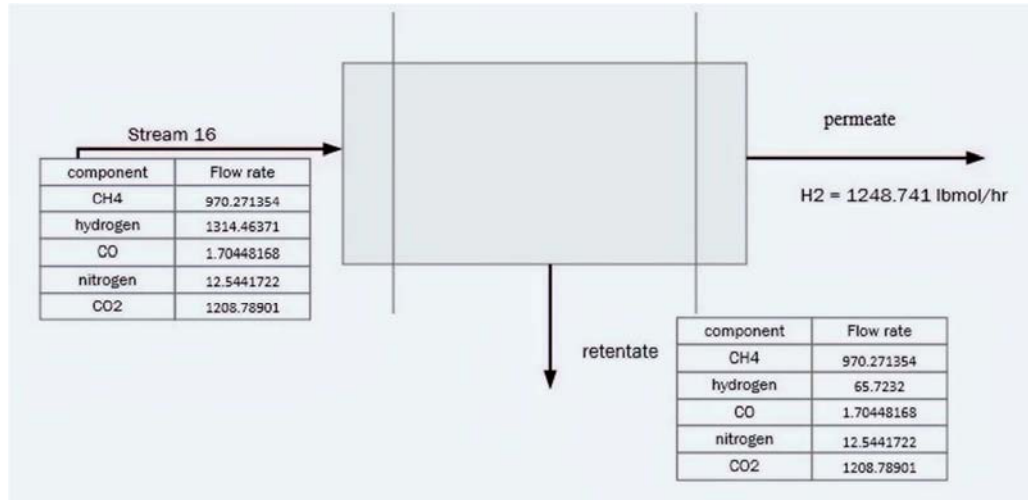 permeate
Stream 16
H2 = 1248.741 lbmol/hr
component Flow rate
CH4 970.271354
hydrogen 1314.46371
CO 1.70448168
nitrogen 12.5441722
CO2 1208.78901
retentate
component Flow rate
CH4 970.271354
hydrogen 65.7232
CO 1.70448168
nitrogen 12.5441722
CO2 1208.78901